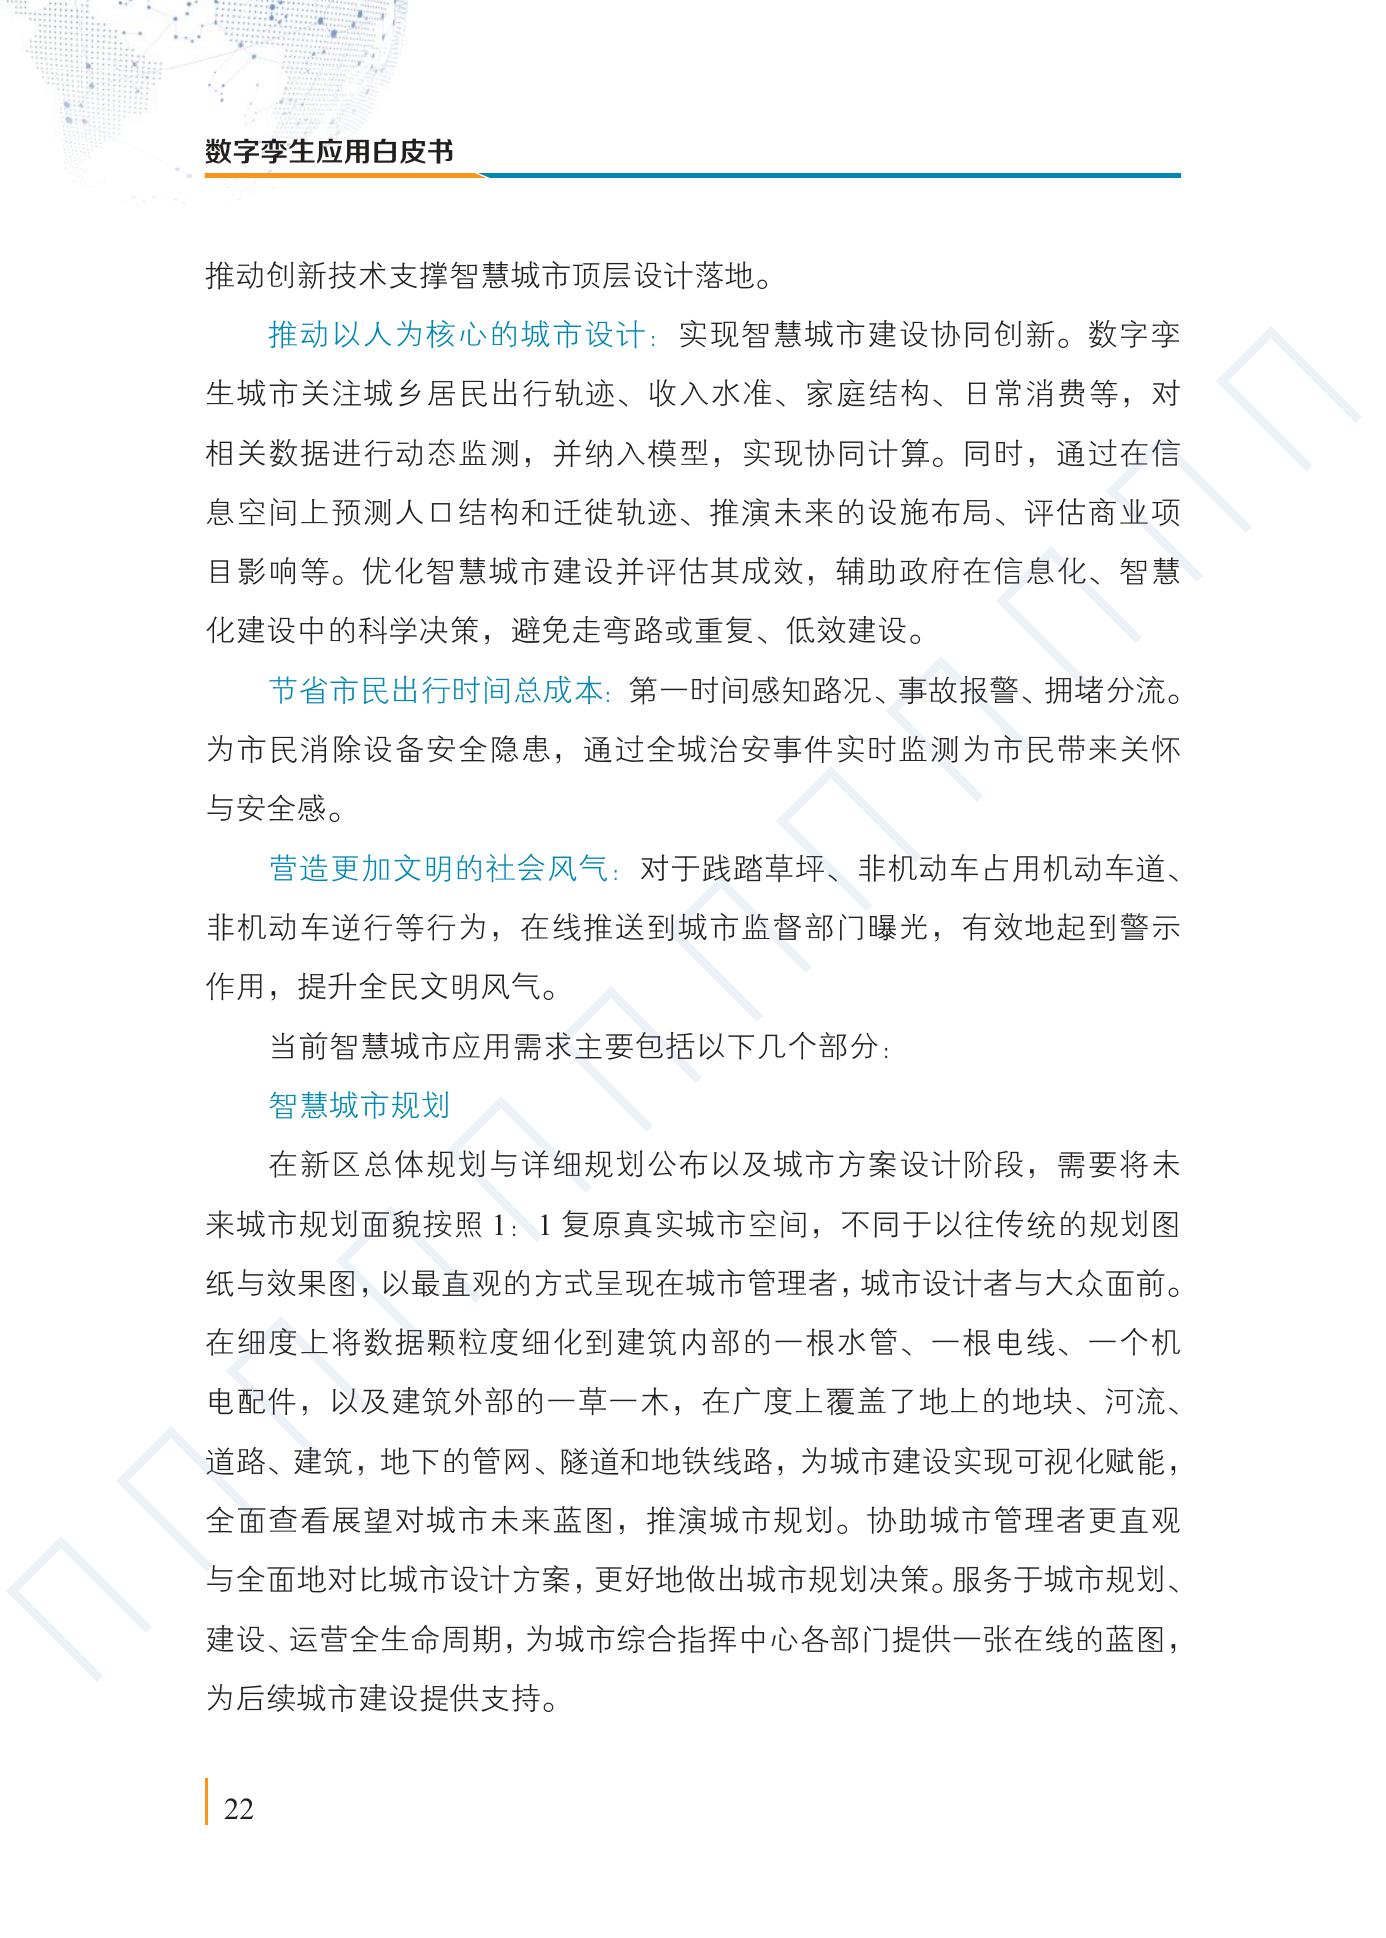 数字孪生应用白皮书
推动创新技术支撑智慧城市顶层设计落地。
推动以人为核心的城市设计：实现智慧城市建设协同创新。数字孪
生城市关注城乡居民出行轨迹、收入水准、家庭结构、日常消费等，对
相关数据进行动态监测，并纳入模型，实现协同计算。同时，通过在信
息空间上预测人口结构和迁徙轨迹、推演未来的设施布局、评估商业项
目影响等。优化智慧城市建设并评估其成效，辅助政府在信息化、智慧
化建设中的科学决策，避免走弯路或重复、低效建设。
节省市民出行时间总成本：第一时间感知路况、事故报警、拥堵分流。
为市民消除设备安全隐患，通过全城治安事件实时监测为市民带来关怀
与安全感。
营造更加文明的社会风气：对于践踏草坪、非机动车占用机动车道、
非机动车逆行等行为，在线推送到城市监督部门曝光，有效地起到警示
作用，提升全民文明风气。
当前智慧城市应用需求主要包括以下几个部分：
智慧城市规划
在新区总体规划与详细规划公布以及城市方案设计阶段，需要将未
来城市规划面貌按照 1：1 复原真实城市空间，不同于以往传统的规划图
纸与效果图，以最直观的方式呈现在城市管理者，城市设计者与大众面前。
在细度上将数据颗粒度细化到建筑内部的一根水管、一根电线、一个机
电配件，以及建筑外部的一草一木，在广度上覆盖了地上的地块、河流、
道路、建筑，地下的管网、隧道和地铁线路，为城市建设实现可视化赋能，
全面查看展望对城市未来蓝图，推演城市规划。协助城市管理者更直观
与全面地对比城市设计方案，更好地做出城市规划决策。服务于城市规划、
建设、运营全生命周期，为城市综合指挥中心各部门提供一张在线的蓝图，
为后续城市建设提供支持。
22